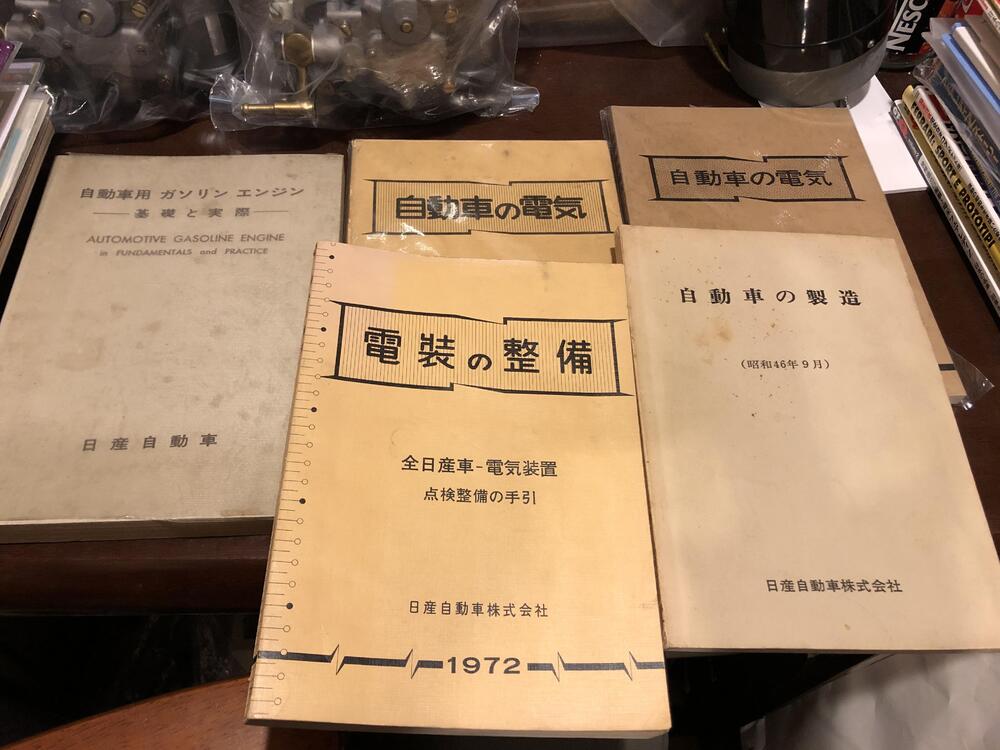 自動車用 ガソリン エンジン
基礎と実際
AUTOMOTIVE GASOLINE ENGINE
in FUNDAMENTALS and PRACTICE
日産自動車
自動車の電気
自動車の電気
電装の整備
全日産車-電気装置
点検整備の手引
日産自動車株式会社
1972
自動車の製造
(昭和46年9月)
日産自動車株式会社
NESC
FERRARI SPORT E PROTOTIPI